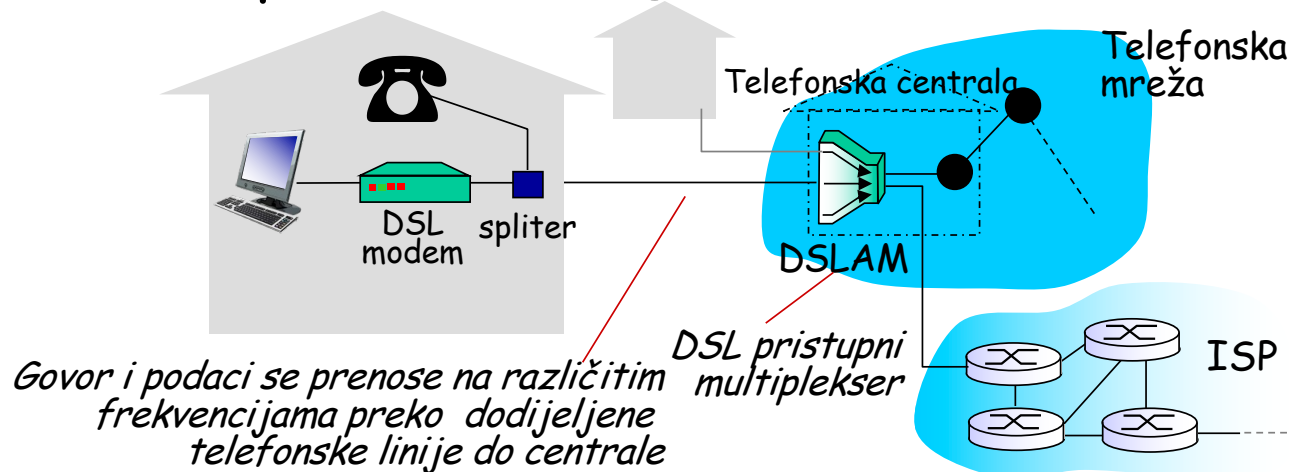 Telefonska
mreža
Telefonska centrala
DSL
modem
spliter
DSLAM
DSL pristupni
multiplekser
ISP
Govor i podaci se prenose na različitim
frekvencijama preko dodijeljene
telefonske linije do centrale